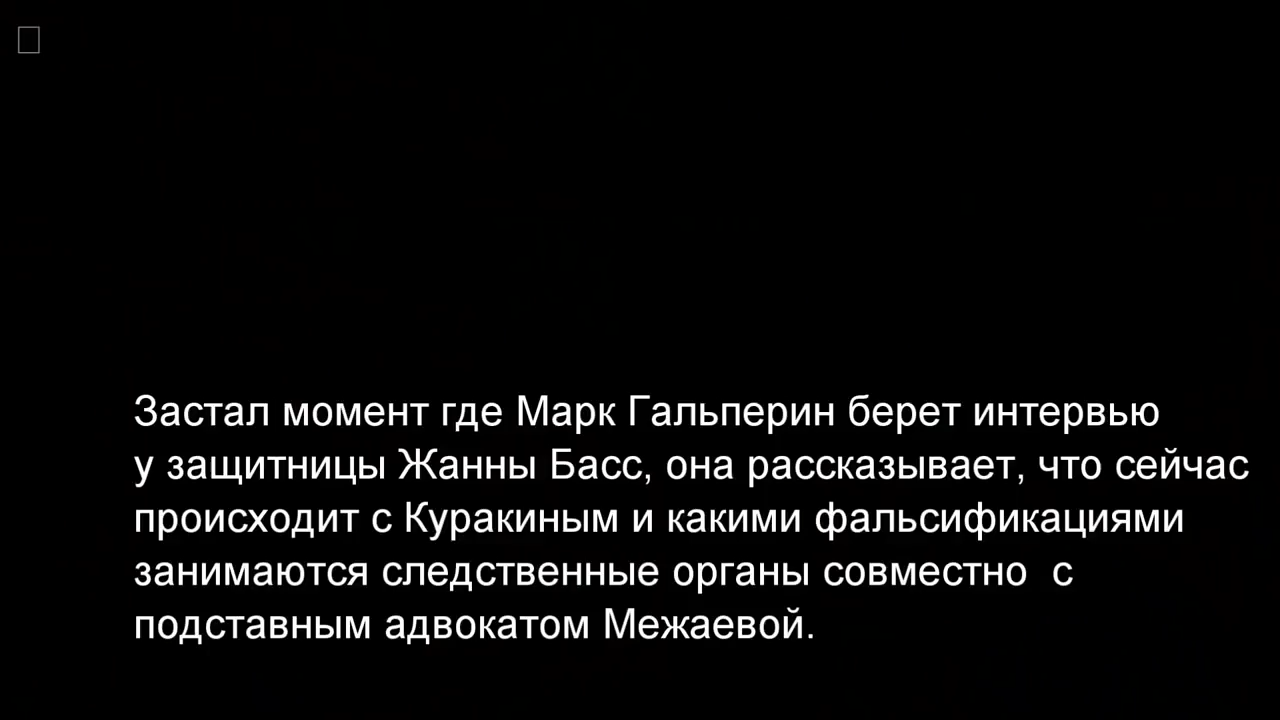 Застал момент где Марк Гальперин берет интервью
у защитницы Жанны Басс, она рассказывает, что сейчас
происходит с Куракиным и какими фальсификациями
занимаются следственные органы совместно  с
подставным адвокатом Межаевой.